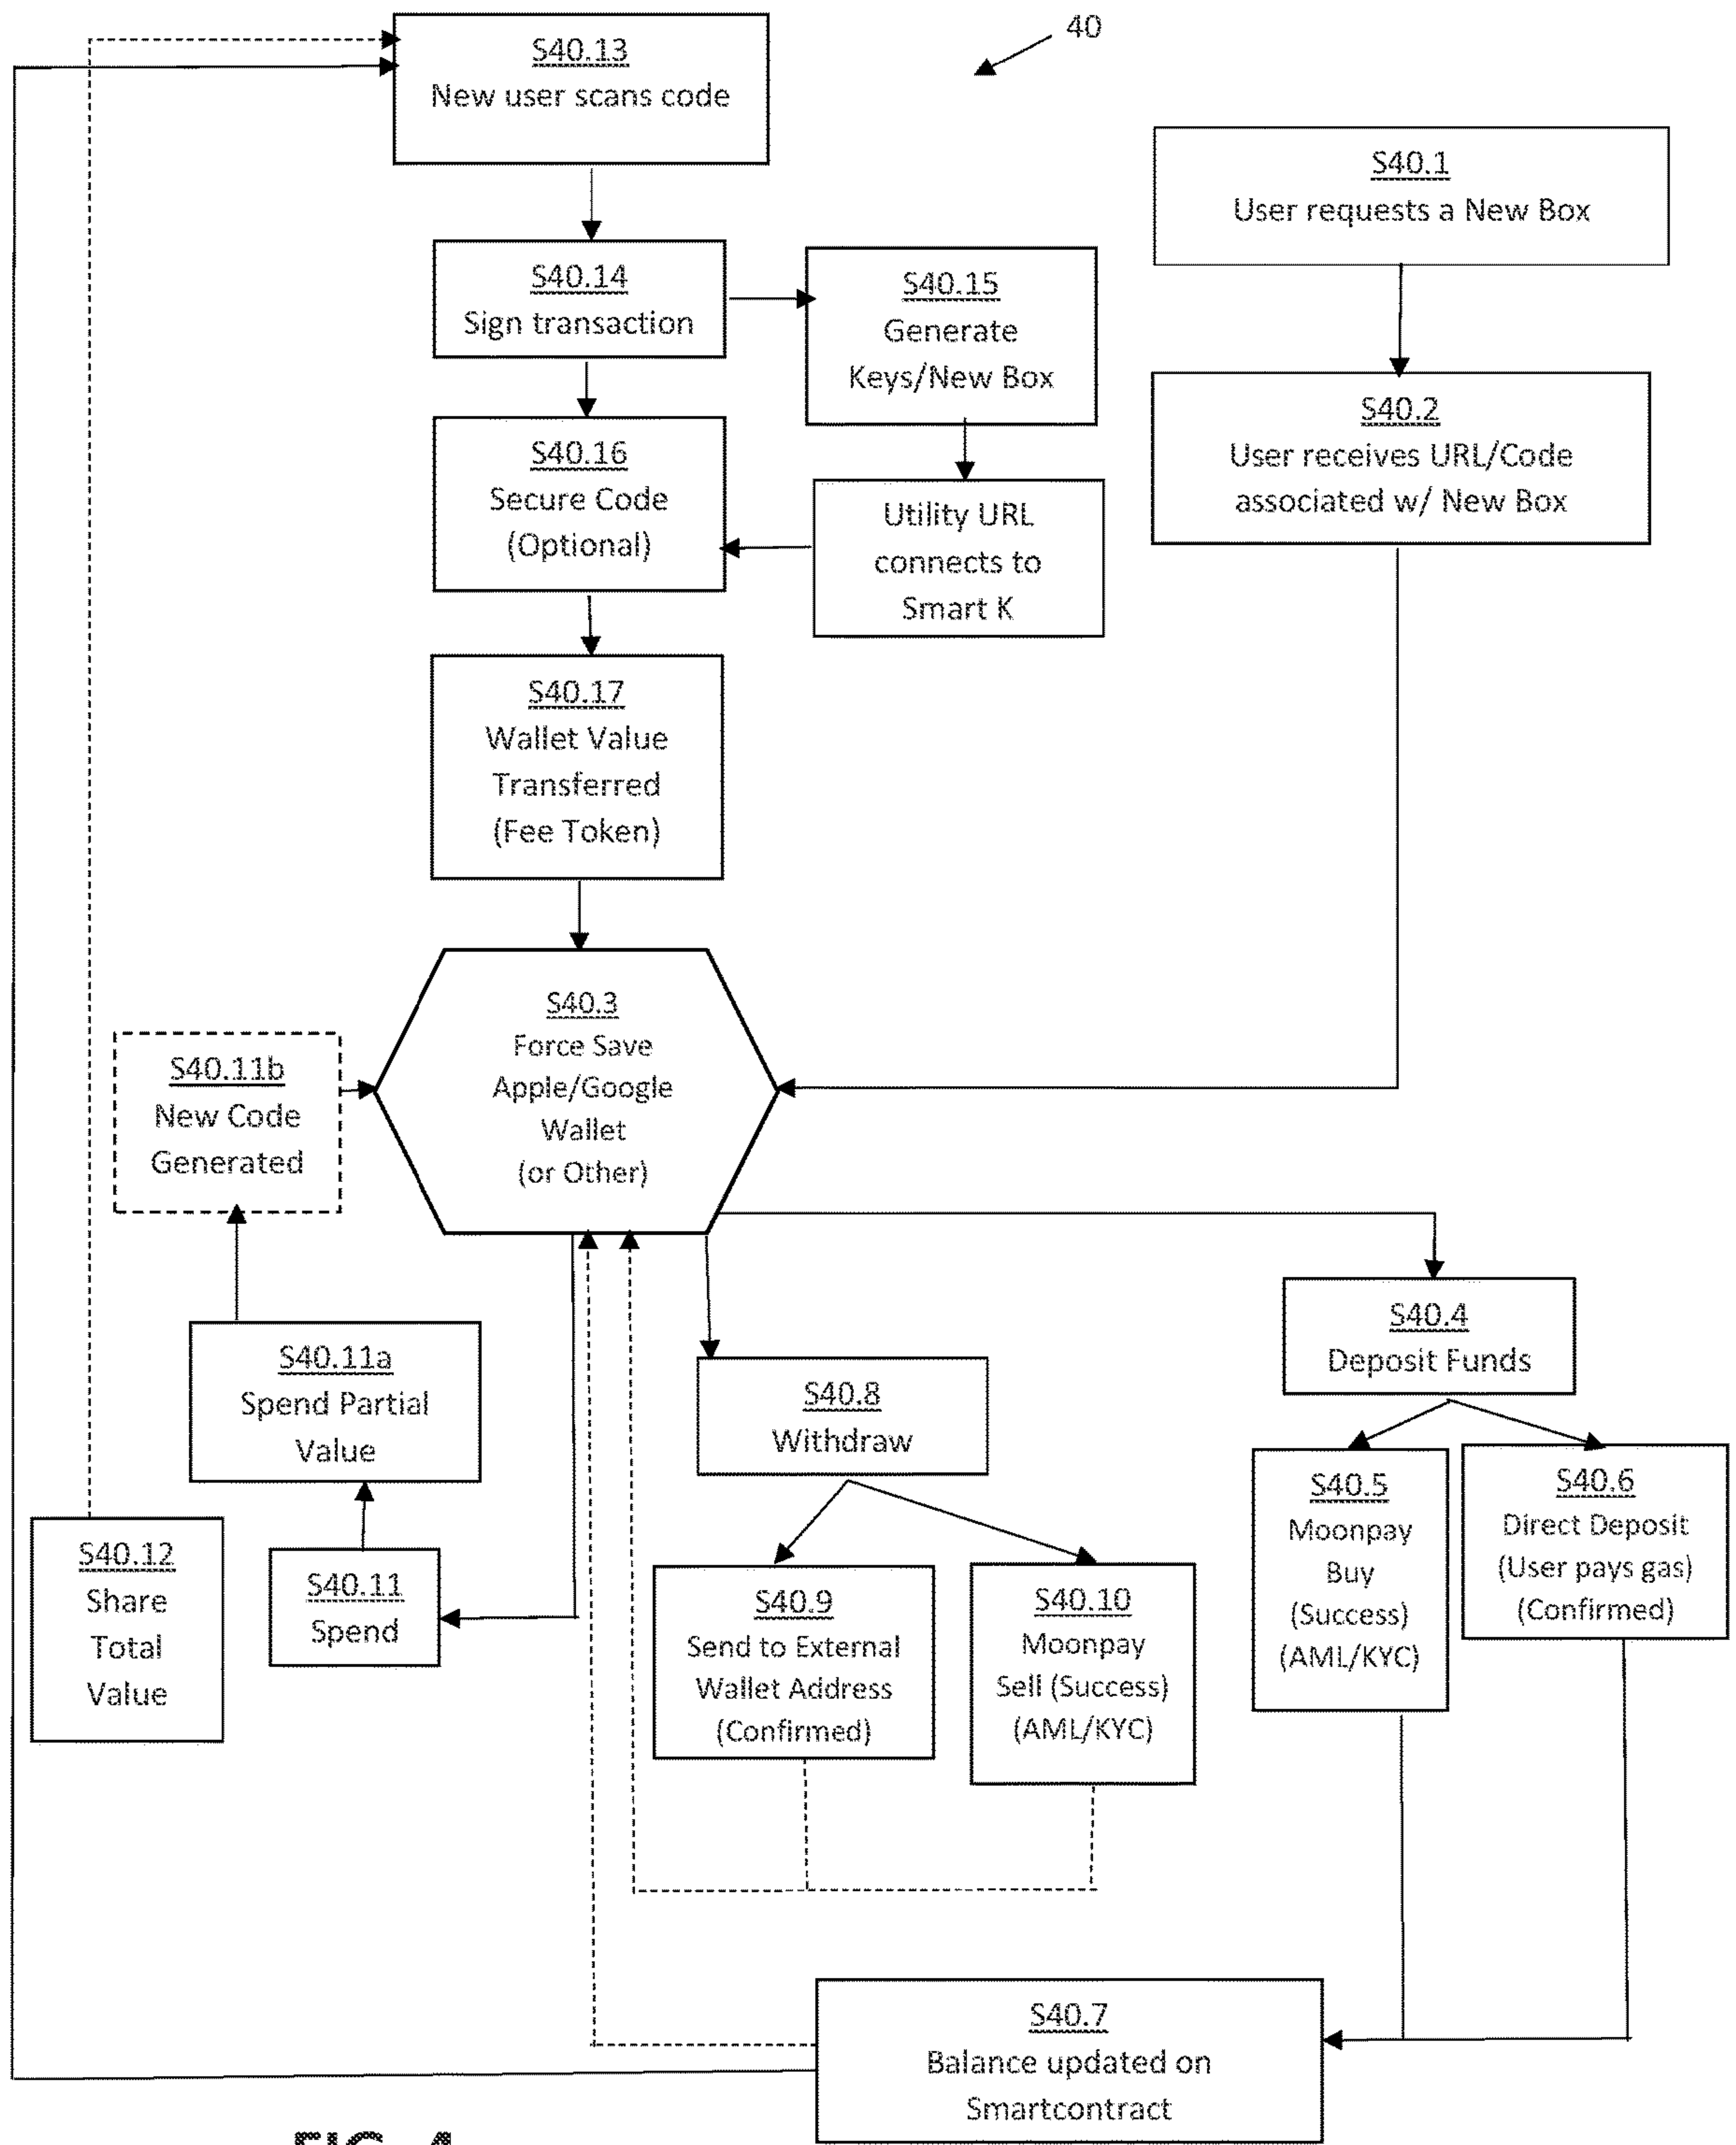 40
S40.13
New user scans code
S40.1
User requests a New Box
S40.14
Sign transaction
S40.15
Generate
Keys/New Box
S40.2
User receives URL/Code
associated w/ New Box
S40.16
Secure Code
(Optional)
Utility URL
connects to
Smart K
S40.17
Wallet Value
Transferred
(Fee Token)
S40.3
Force Save
Apple/Google
Wallet
(or Other)
S40.11b
New Code
Generated
S40.4
Deposit Funds
S40.11a
Spend Partial
Value
S40.8
Withdraw
S40.5
Moonpay
Buy
(Success)
(AML/KYC)
S40.6
Direct Deposit
(User pays gas)
(Confirmed)
S40.12
Share
Total
Value
S40.11
Spend
S40.9
Send to External
Wallet Address
(Confirmed)
S40.10
Moonpay
Sell (Success)
(AML/KYC)
S40.7
Balance updated on
Smartcontract
FIG. 4